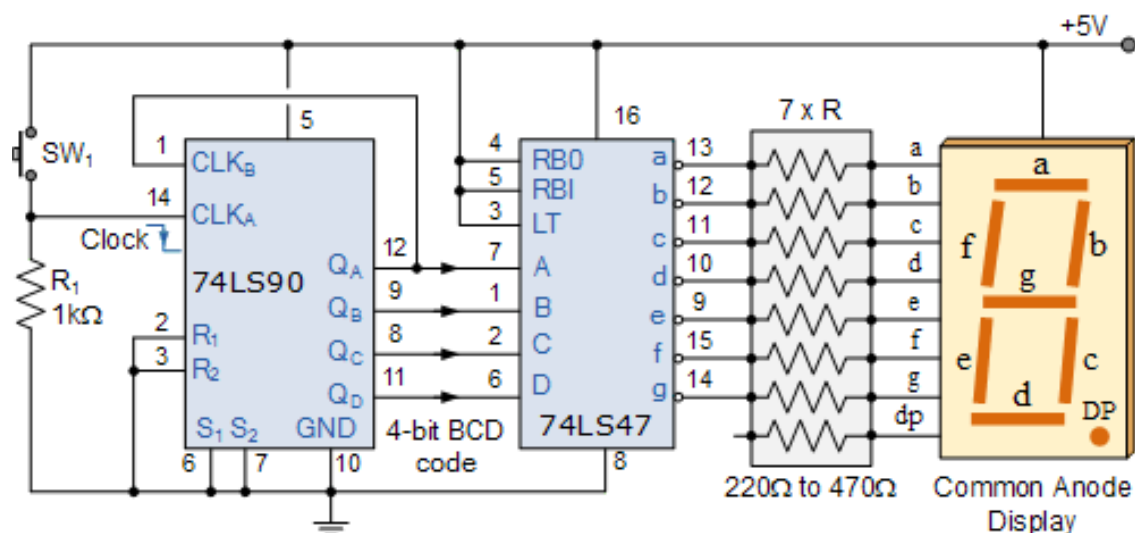 +5V
SW1
R1
1kΩ
Clock
1
14
5
CLKB
CLKA
74LS90
2
3
R1
R2
QA
QB
QC
QD
12
9
8
11
S1 S2 GND
6
7
10
4-bit BCD
code
16
4
5
3
7
1
2
6
RB0
RBI
LT
A
B
C
D
a
b
c
d
e
f
g
74LS47
8
13
12
11
10
9
15
14
7 x R
220Ω to 470Ω
a
b
c
d
e
f
g
dp
a
f
b
g
e
c
d
DP
Common Anode
Display